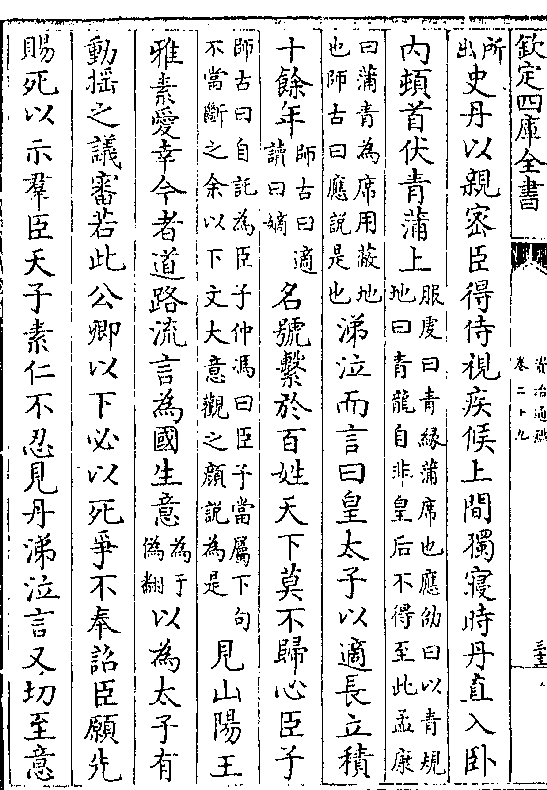 欽定四庫全書
資治通鑑
卷二十九
所出史丹以親密臣得侍視疾候上間獨寢時丹直入卧
内頓首伏青蒲上服虔曰青緣蒲席也應劭曰以青規地曰青龍自非皇后不得至此孟康
曰蒲青為席用蔽地也師古曰應說是也涕泣而言曰皇太子以適長立積
十餘年師古曰適讀曰嫡名號繫於百姓天下莫不歸心臣子
師古曰自託為臣子仲馮曰臣子當屬下句不當斷之余以下文大意觀之顔說為是見山陽王
雅素愛幸今者道路流言為國生意為于偽翻以為太子有
動揺之議審若此公卿以下必以死爭不奉詔臣願先
賜死以示羣臣天子素仁不忍見丹涕泣言又切至意